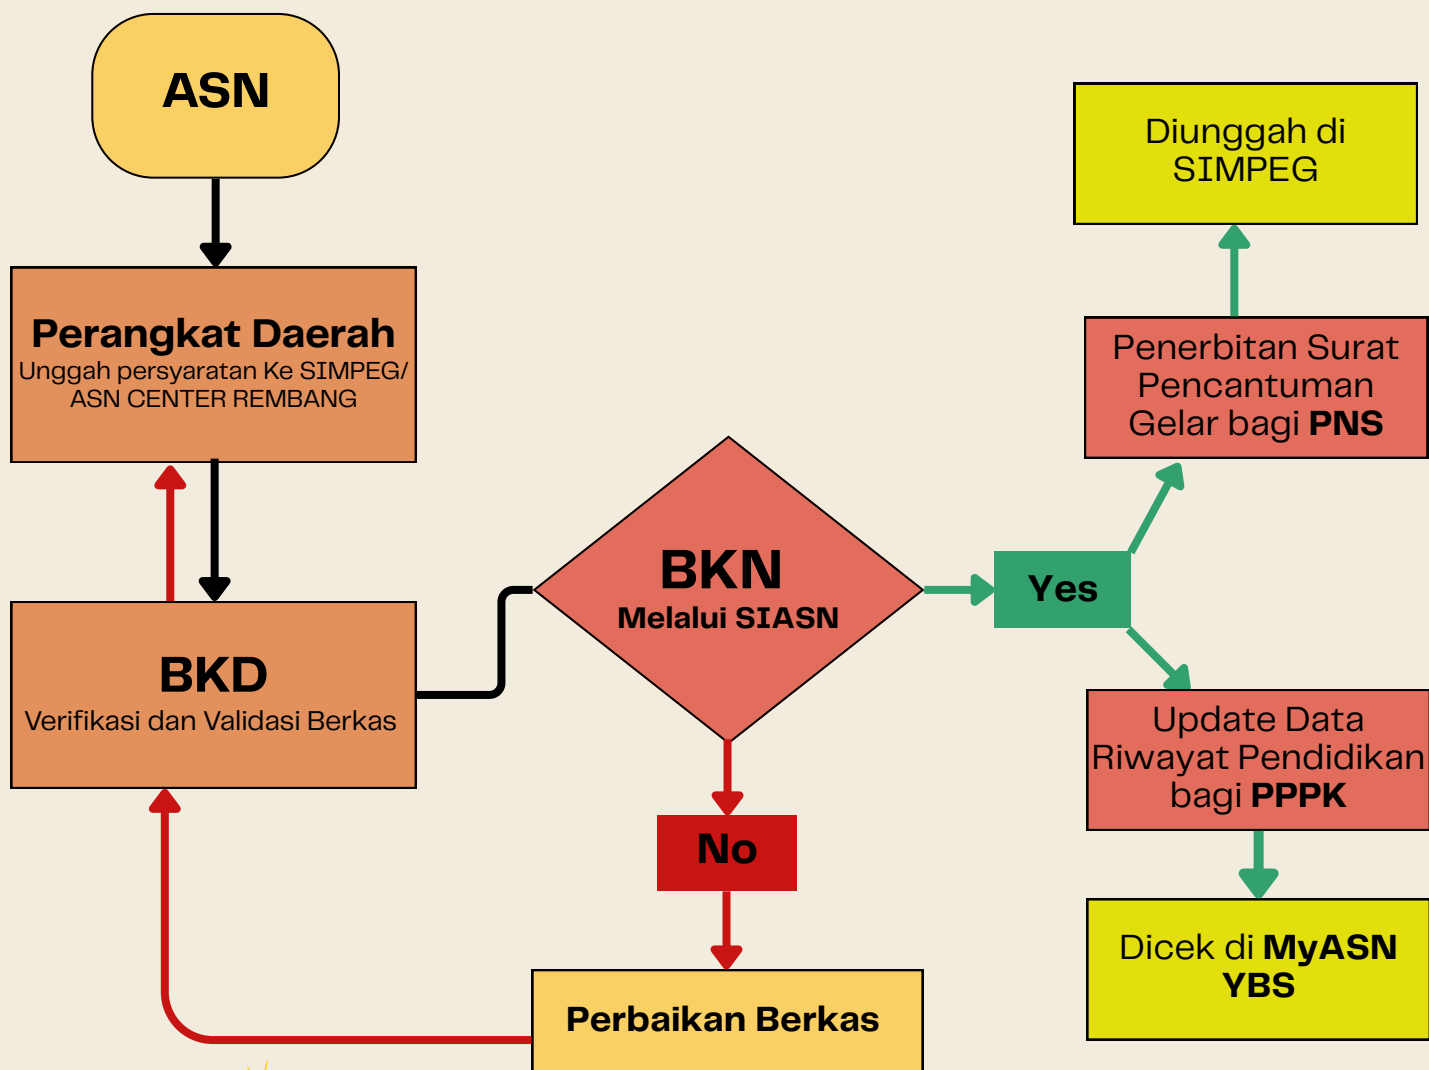 ASN
Perangkat Daerah
Unggah persyaratan Ke SIMPEG/
ASN CENTER REMBANG
BKD
Verifikasi dan Validasi Berkas
BKN
Melalui SIASN
Yes
No
Perbaikan Berkas
Diunggah di
SIMPEG
Penerbitan Surat
Pencantuman
Gelar bagi PNS
Update Data
Riwayat Pendidikan
bagi PPPK
Dicek di MyASN
YBS